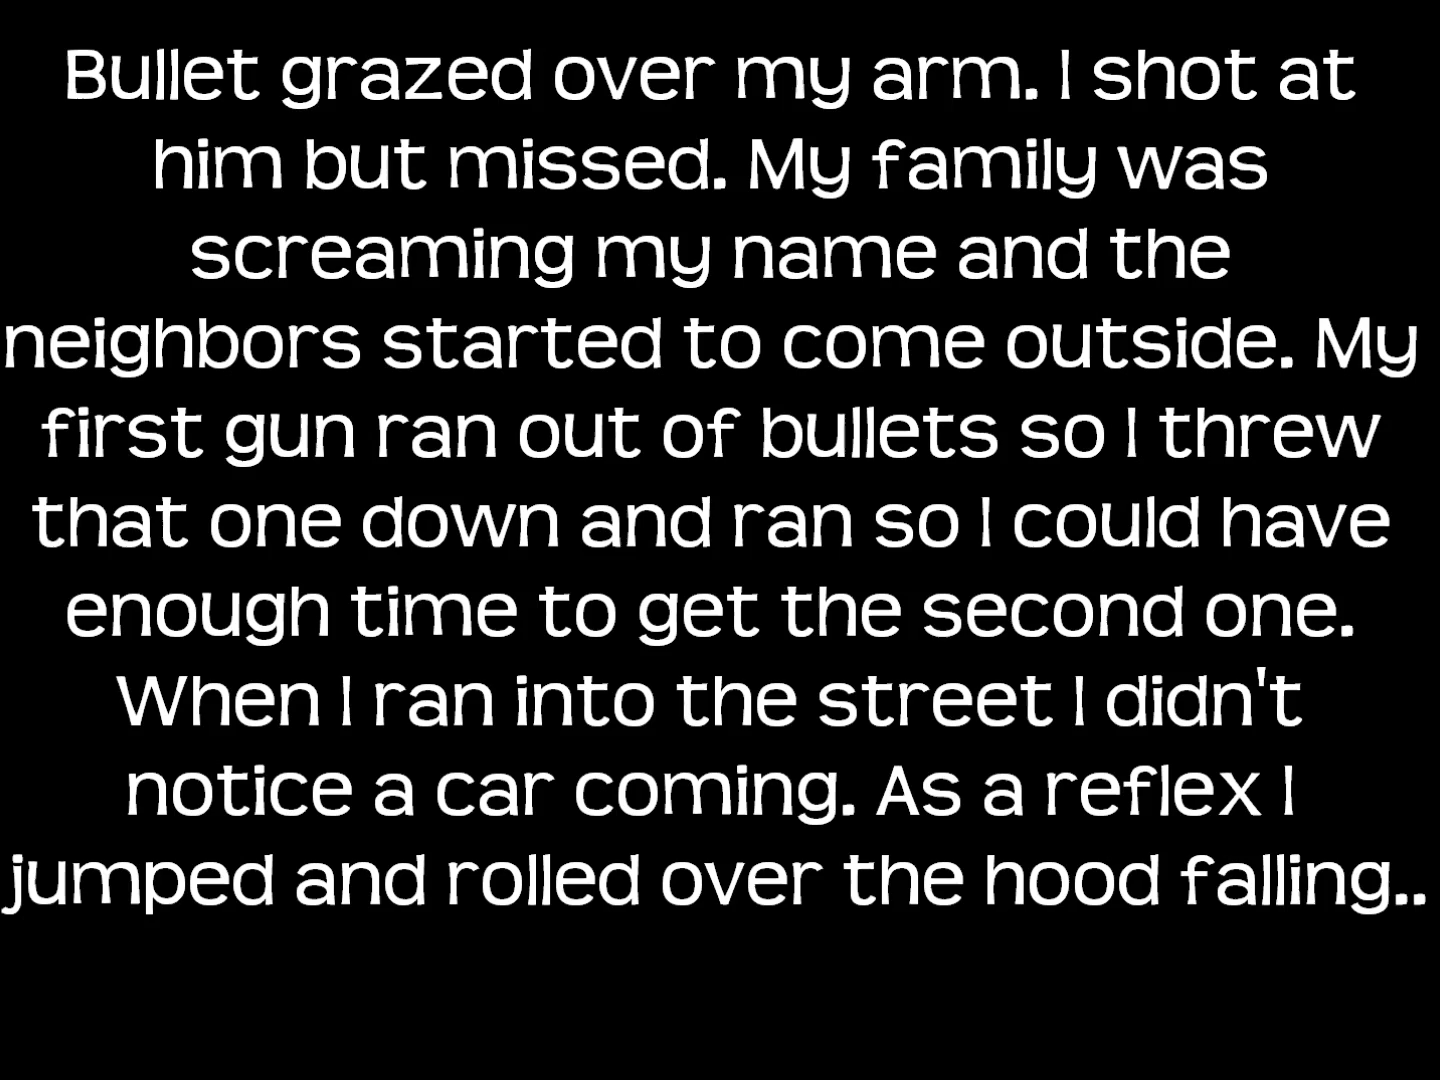 Bullet grazed over my arm. I shot at
him but missed. My family was
screaming my name and the
neighbors started to come outside. My
first gun ran out of bullets so I threw
that one down and ran so I could have
enough time to get the second one.
When I ran into the street I didn't
notice a car coming. As a reflex I
jumped and rolled over the hood falling..